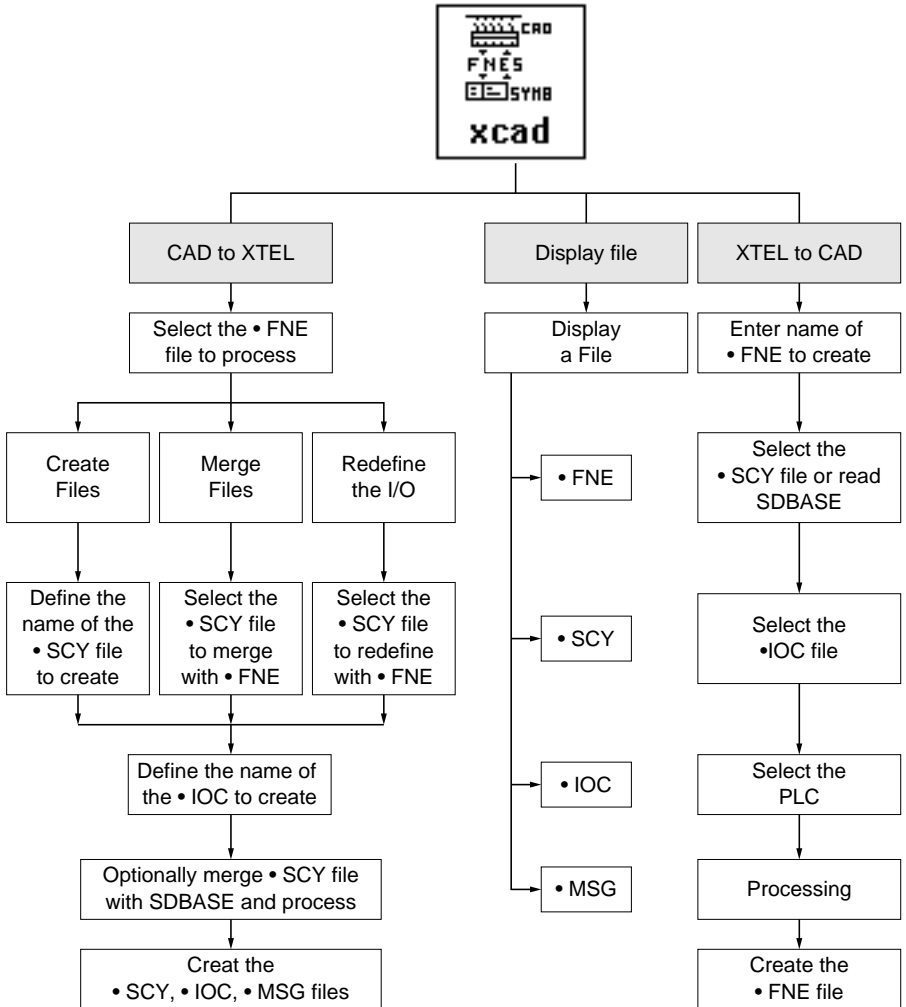 CAD
FNES
SYMB
xcad
CAD to XTEL
Display file
XTEL to CAD
Select the • FNE
file to process
Display
a File
Enter name of
• FNE to create
Create
Files
Merge
Files
Redefine
the I/O
• FNE
Select the
• SCY file or read
SDBASE
Define the
name of the
• SCY file
to create
Select the
• SCY file
to merge
with • FNE
Select the
• SCY file
to redefine
with • FNE
• SCY
Select the
•IOC file
Define the name of
the • IOC to create
• IOC
Select the
PLC
Optionally merge • SCY file
with SDBASE and process
• MSG
Processing
Creat the
• SCY, • IOC, • MSG files
Create the
• FNE file